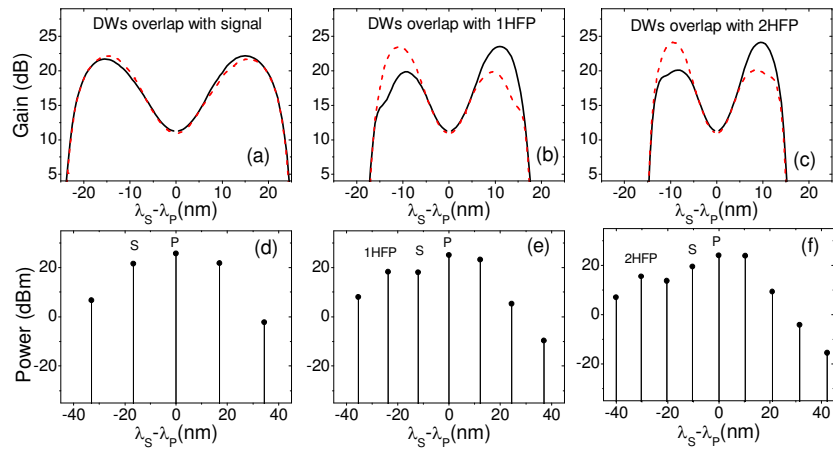 DWs overlap with signal
DWs overlap with 1HFP
DWs overlap with 2HFP
Gain (dB)
25
20
15
10
5
(a)
-20 -10 0 10 20
λS-λP(nm)
25
20
15
10
5
(b)
-20 -10 0 10 20
λS-λP(nm)
25
20
15
10
5
(c)
-20 -10 0 10 20
λS-λP(nm)
Power (dBm)
20
0
-20
S
P
(d)
-40 -20 0 20 40
λS-λP(nm)
20
0
-20
1HFP
S
P
(e)
-40 -20 0 20 40
λS-λP(nm)
20
0
-20
2HFP
S
P
(f)
-40 -20 0 20 40
λS-λP(nm)